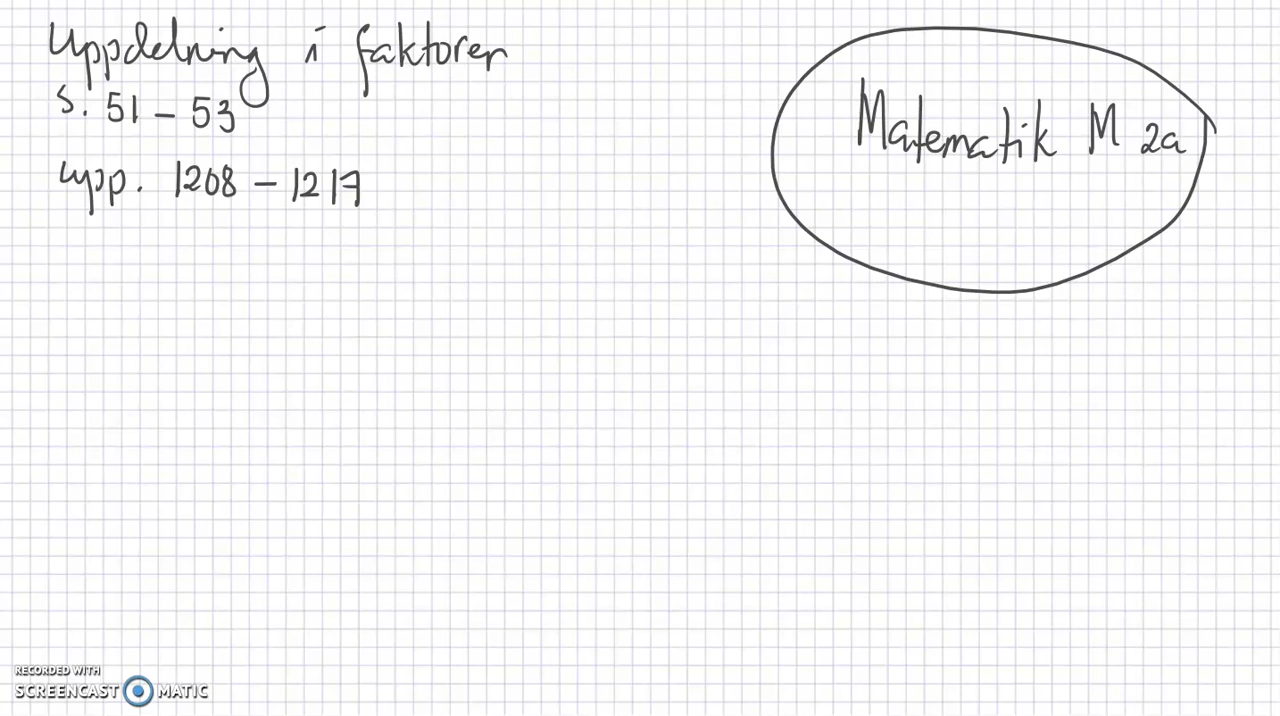 Uppdelning i faktorer
s. 51 – 53
upp. 1208 – 1217
Matematik M 2a
RECORDED WITH
SCREENCAST MATIC